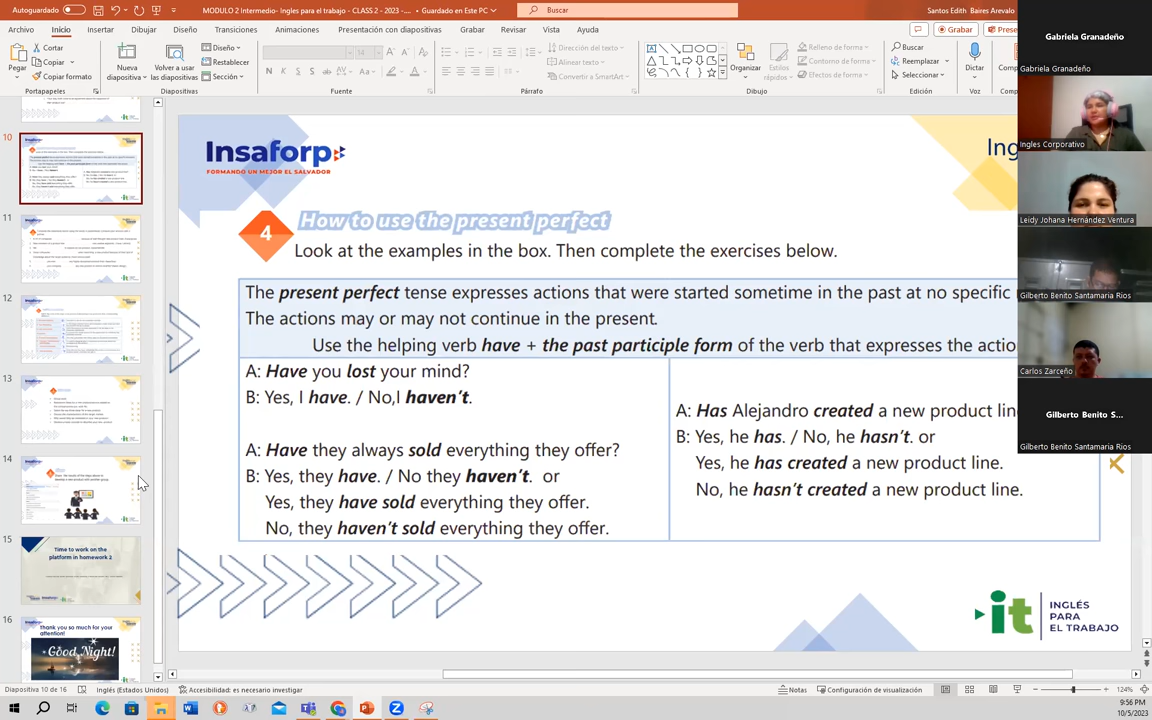 Autoguardado
MODULO 2 Intermedio- Ingles para el trabajo - CLASS 2 - 2023 -... • Guardado en Este PC
Buscar
Santos Edith Baires Arevalo
Archivo Inicio Insertar Dibujar Diseño Transiciones Animaciones Presentación con diapositivas Grabar Revisar Vista Ayuda
Grabar
Prese
Pegar
Cortar
Copiar
Copiar formato
Portapapeles
Nueva diapositiva
Volver a usar las diapositivas
Diseño
Restablecer
Sección
Diapositivas
N K S S ab AV Aa A
Fuente
Dirección del texto
Alinear texto
Convertir a SmartArt
Párrafo
Organizar
Estilos rápidos
Relleno de forma
Contorno de forma
Efectos de forma
Dibujo
Buscar
Reemplazar
Seleccionar
Edición
Dictar
Voz
Comp
10
11
12
13
14
15
Time to work on the
platform in homework 2
16
Thank you so much for your
attention!
Good Night!
Insaforp
FORMANDO UN MEJOR EL SALVADOR
Ing
4
How to use the present perfect
Look at the examples in the box. Then complete the exercises below.
The present perfect tense expresses actions that were started sometime in the past at no specific
The actions may or may not continue in the present.
Use the helping verb have + the past participle form of the verb that expresses the actio
A: Have you lost your mind?
B: Yes, I have. / No,I haven't.
A: Have they always sold everything they offer?
B: Yes, they have. / No they haven't. or
Yes, they have sold everything they offer.
No, they haven't sold everything they offer.
A: Has Alejandro created a new product lin
B: Yes, he has. / No, he hasn't. or
Yes, he has created a new product line.
No, he hasn't created a new product line.
it INGLÉS
PARA
EL TRABAJO
Gabriela Granadeño
Gabriela Granadeño
Ingles Corporativo
Leidy Johana Hernández Ventura
Gilberto Benito Santamaria Rios
Carlos Zarceño
Gilberto Benito S...
Gilberto Benito Santamaria Rios
Diapositiva 10 de 16
Inglés (Estados Unidos)
Accesibilidad: es necesario investigar
Notas
Configuración de visualización
124%
9:56 PM
10/5/2023